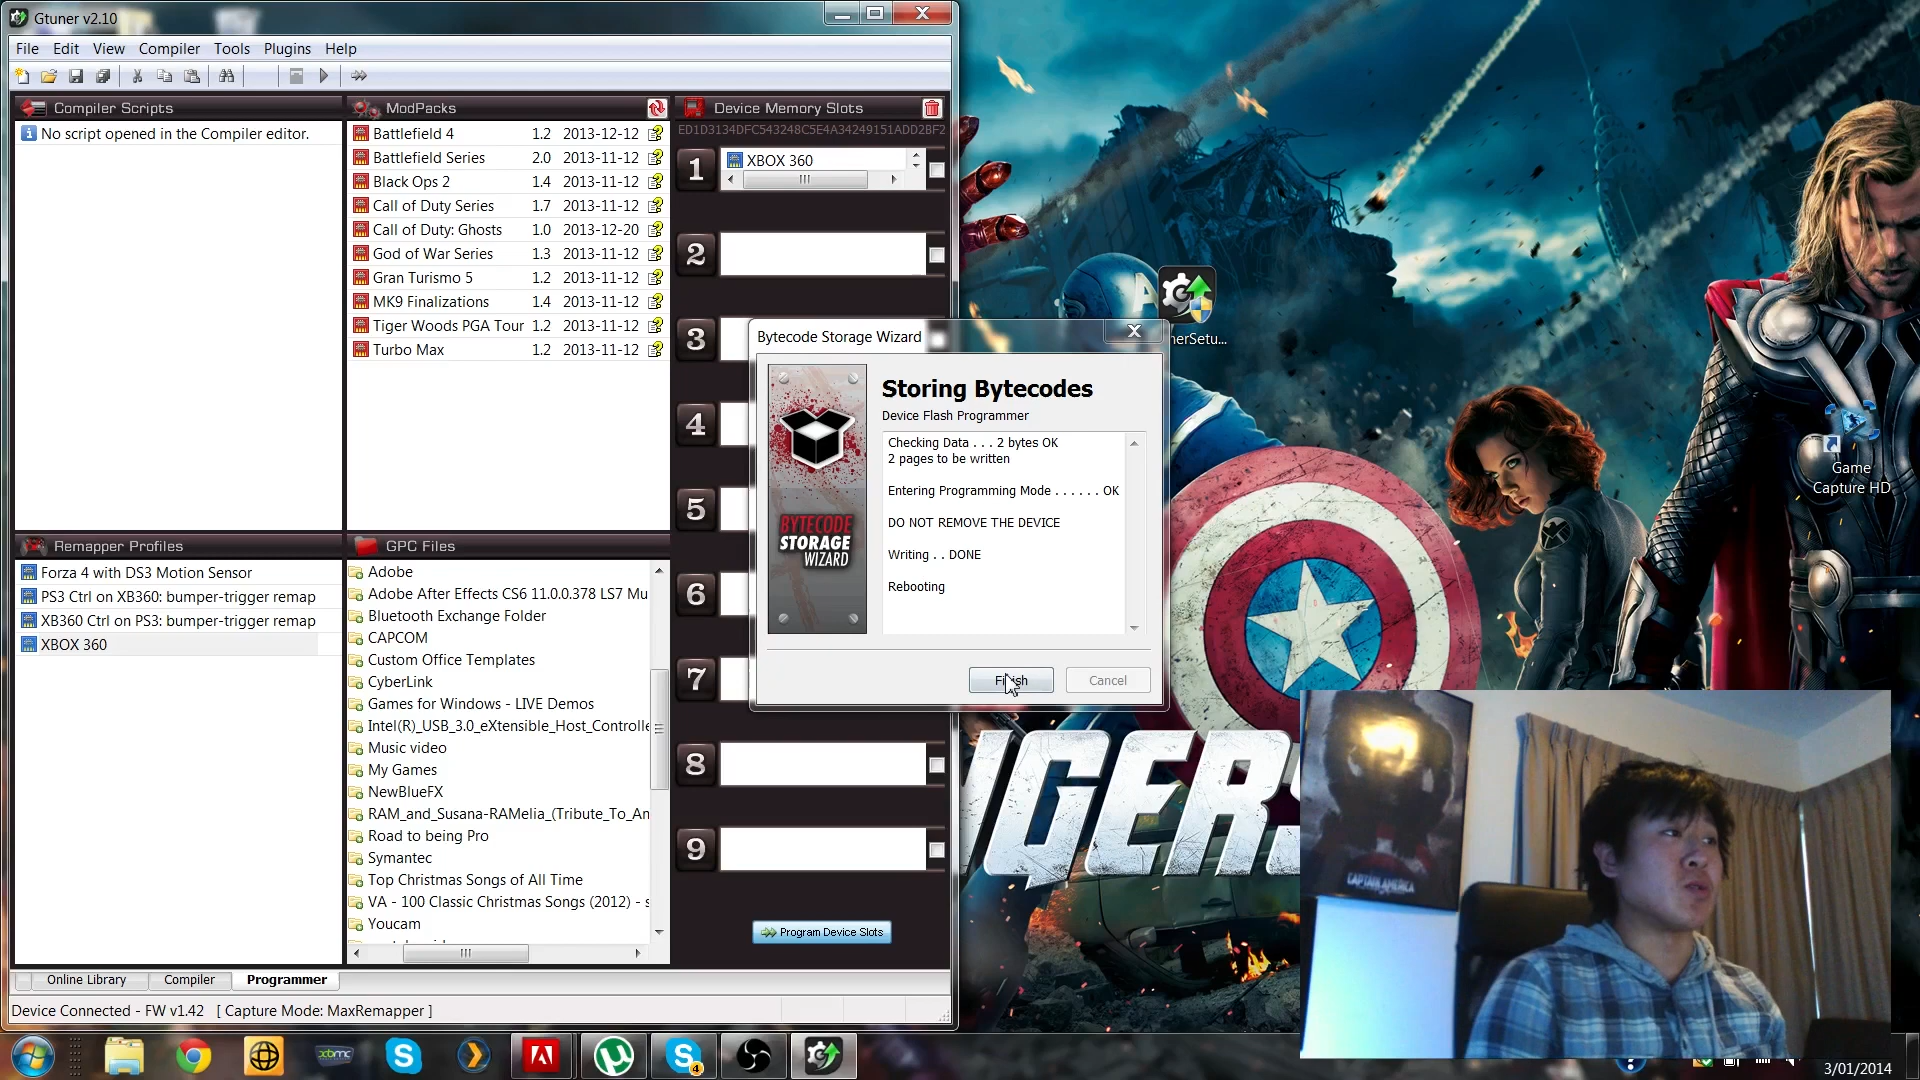 Gtuner v2.10
File Edit View Compiler Tools Plugins Help
Compiler Scripts
No script opened in the Compiler editor.
ModPacks
Battlefield 4 1.2 2013-12-12
Battlefield Series 2.0 2013-11-12
Black Ops 2 1.4 2013-11-12
Call of Duty Series 1.7 2013-11-12
Call of Duty: Ghosts 1.0 2013-12-20
God of War Series 1.3 2013-11-12
Gran Turismo 5 1.2 2013-11-12
MK9 Finalizations 1.4 2013-11-12
Tiger Woods PGA Tour 1.2 2013-11-12
Turbo Max 1.2 2013-11-12
Device Memory Slots
ED1D3134DFC543248C5E4A34249151ADD2BF2
1 XBOX 360
2
3
4
5
6
7
8
9
Program Device Slots
Remapper Profiles
Forza 4 with DS3 Motion Sensor
PS3 Ctrl on XB360: bumper-trigger remap
XB360 Ctrl on PS3: bumper-trigger remap
XBOX 360
GPC Files
Adobe
Adobe After Effects CS6 11.0.0.378 LS7 Mu
Bluetooth Exchange Folder
CAPCOM
Custom Office Templates
CyberLink
Games for Windows - LIVE Demos
Intel(R)_USB_3.0_eXtensible_Host_Controlle
Music video
My Games
NewBlueFX
RAM_and_Susana-RAMelia_(Tribute_To_An
Road to being Pro
Symantec
Top Christmas Songs of All Time
VA - 100 Classic Christmas Songs (2012) - s
Youcam
Online Library Compiler Programmer
Device Connected - FW v1.42 [ Capture Mode: MaxRemapper ]
Bytecode Storage Wizard
BYTECODE
STORAGE
WIZARD
Storing Bytecodes
Device Flash Programmer
Checking Data . . . 2 bytes OK
2 pages to be written
Entering Programming Mode . . . . . . OK
DO NOT REMOVE THE DEVICE
Writing . . DONE
Rebooting
Finish Cancel
nerSetu...
Game
Capture HD
NGERS
CAPTAIN AMERICA
xbmc
4
3/01/2014